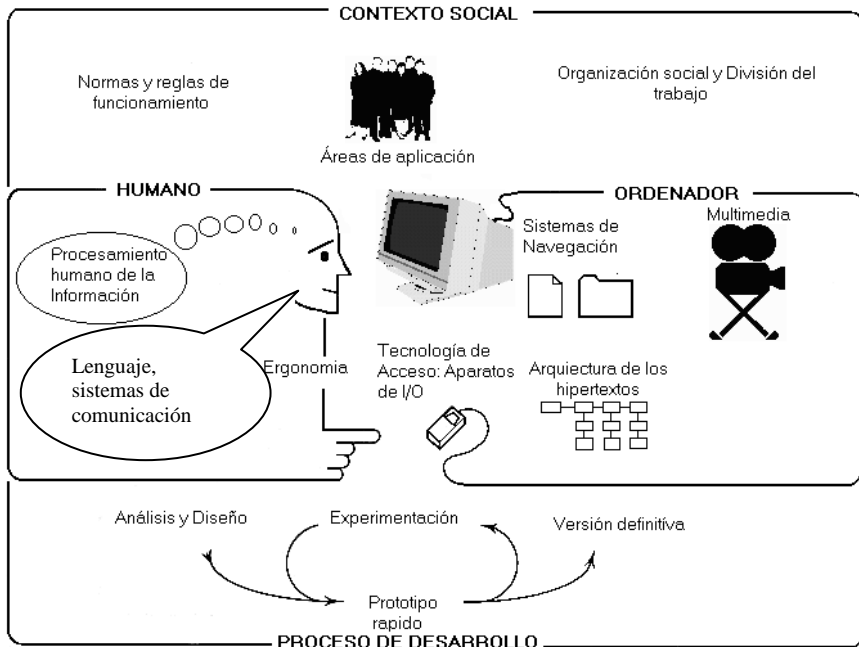 CONTEXTO SOCIAL
Normas y reglas de
funcionamiento
Organización social y División del
trabajo
Áreas de aplicación
HUMANO
ORDENADOR
Procesamiento
humano de la
Información
Sistemas de
Navegación
Multimedia
Lenguaje,
sistemas de
comunicación
Ergonomia
Tecnología de
Acceso: Aparatos
de I/O
Arquiectura de los
hipertextos
Análisis y Diseño
Experimentación
Versión definitíva
Prototipo
rapido
PROCESO DE DESARROLLO